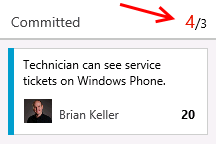 Committed 4/3
Technician can see service
tickets on Windows Phone.
Brian Keller 20